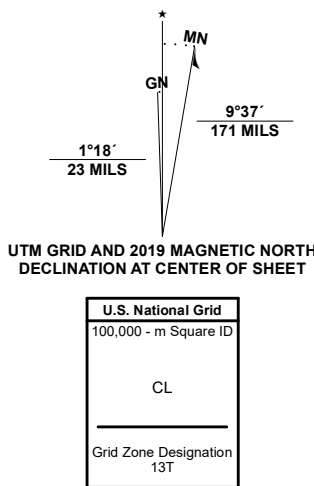 ★
MN
GN
9°37´
171 MILS
1°18´
23 MILS
UTM GRID AND 2019 MAGNETIC NORTH
DECLINATION AT CENTER OF SHEET
U.S. National Grid
100,000 - m Square ID
CL
Grid Zone Designation
13T